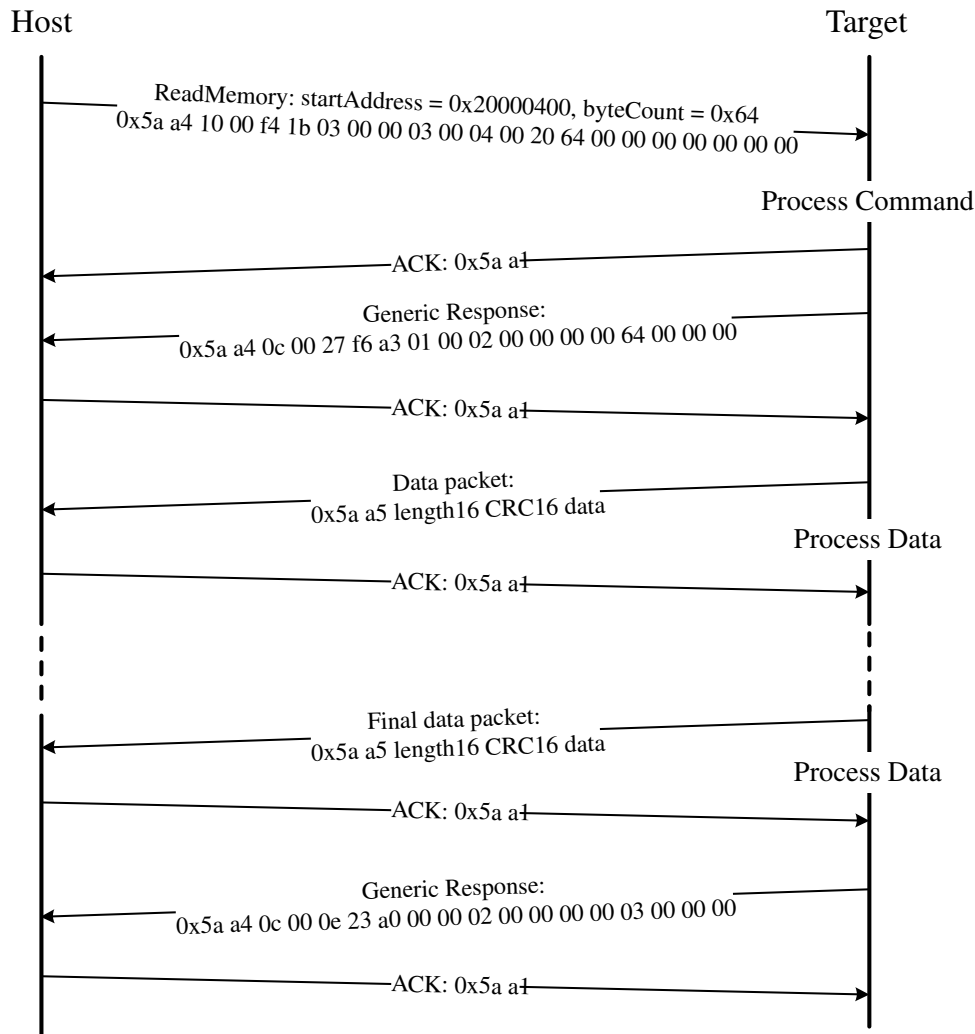 Host
Target
ReadMemory: startAddress = 0x20000400, byteCount = 0x64
0x5a a4 10 00 f4 1b 03 00 00 03 00 04 00 20 64 00 00 00 00 00 00 00
Process Command
ACK: 0x5a a1
Generic Response:
0x5a a4 0c 00 27 f6 a3 01 00 02 00 00 00 00 64 00 00 00
ACK: 0x5a a1
Data packet:
0x5a a5 length16 CRC16 data
Process Data
ACK: 0x5a a1
Final data packet:
0x5a a5 length16 CRC16 data
Process Data
ACK: 0x5a a1
Generic Response:
0x5a a4 0c 00 0e 23 a0 00 00 02 00 00 00 00 03 00 00 00
ACK: 0x5a a1